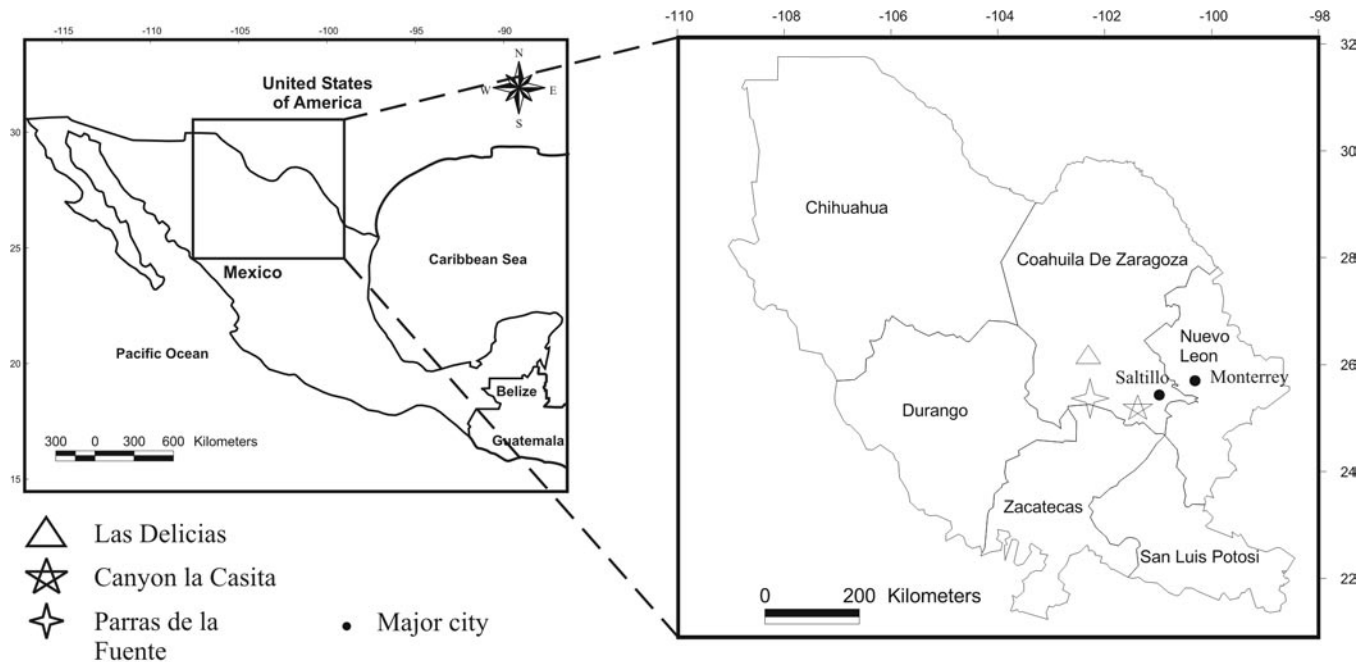 -115 -110 -105 -100 -95 -90
N
W E
S
United States
of America
30
25
20
15
Mexico
Caribbean Sea
Pacific Ocean
Belize
Guatemala
300 0 300 600 Kilometers
Las Delicias
Canyon la Casita
Parras de la
Fuente
Major city
-110 -108 -106 -104 -102 -100 -98
32
30
28
26
24
22
Chihuahua
Coahuila De Zaragoza
Nuevo
Leon
Saltillo
Monterrey
Durango
Zacatecas
San Luis Potosi
0 200 Kilometers